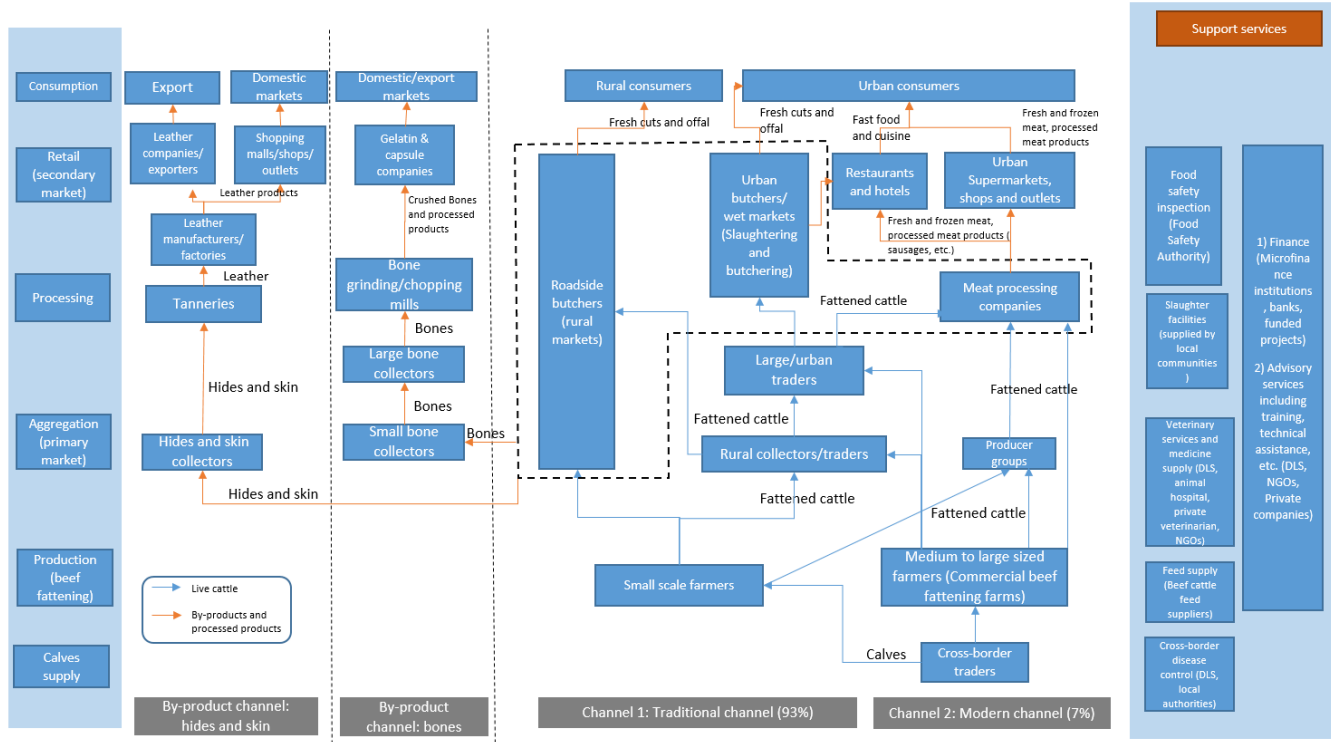 Support services
Consumption
Export
Domestic
markets
Domestic/export
markets
Rural consumers
Urban consumers
Fresh cuts and offal
Fresh cuts and
offal
Fast food
and cuisine
Fresh and frozen
meat, processed
meat products
Retail
(secondary
market)
Leather
companies/
exporters
Shopping
malls/shops/
outlets
Gelatin &
capsule
companies
Leather products
Crushed Bones
and processed
products
Urban
butchers/
wet markets
(Slaughtering
and
butchering)
Restaurants
and hotels
Urban
Supermarkets,
shops and outlets
Fresh and frozen meat,
processed meat products (
sausages, etc.)
Food
safety
inspection
(Food
Safety
Authority)
1) Finance
(Microfina
nce
institutions
, banks,
funded
projects)
2) Advisory
services
including
training,
technical
assistance,
etc. (DLS,
NGOs,
Private
companies)
Leather
manufacturers/
factories
Leather
Processing
Tanneries
Bone
grinding/chopping
mills
Bones
Roadside
butchers
(rural
markets)
Fattened cattle
Meat processing
companies
Slaughter
facilities
(supplied by
local
communities
)
Large bone
collectors
Large/urban
traders
Hides and skin
Bones
Fattened cattle
Fattened cattle
Aggregation
(primary
market)
Hides and skin
collectors
Small bone
collectors
Bones
Rural collectors/traders
Producer
groups
Veterinary
services and
medicine
supply (DLS,
animal
hospital,
private
veterinarian,
NGOs)
Hides and skin
Fattened cattle
Fattened cattle
Production
(beef
fattening)
Small scale farmers
Medium to large sized
farmers (Commercial beef
fattening farms)
Feed supply
(Beef cattle
feed
suppliers)
Live cattle
By-products and
processed products
Calves
supply
Calves
Cross-border
traders
Cross-border
disease
control (DLS,
local
authorities)
By-product channel:
hides and skin
By-product
channel: bones
Channel 1: Traditional channel (93%)
Channel 2: Modern channel (7%)